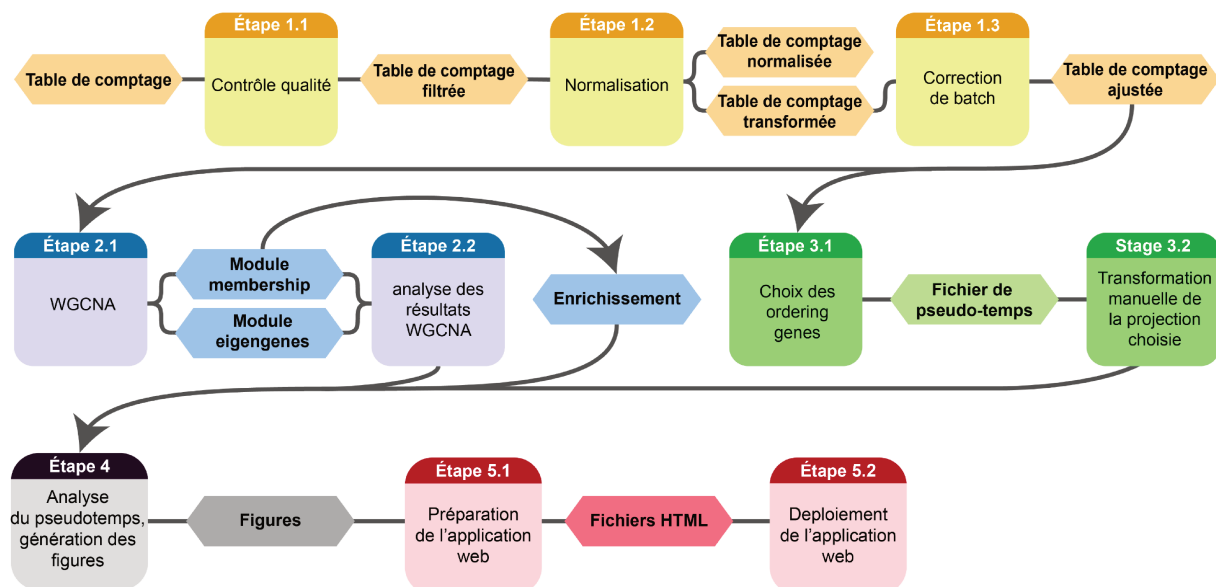 Étape 1.1
Étape 1.2
Étape 1.3
Table de comptage
Contrôle qualité
Table de comptage
filtrée
Normalisation
Table de comptage
normalisée
Table de comptage
transformée
Correction
de batch
Table de comptage
ajustée
Étape 2.1
WGCNA
Module
membership
Module
eigengenes
Étape 2.2
analyse des
résultats
WGCNA
Enrichissement
Étape 3.1
Choix des
ordering
genes
Fichier de
pseudo-temps
Stage 3.2
Transformation
manuelle de
la projection
choisie
Étape 4
Analyse
du pseudotemps,
génération des
figures
Figures
Étape 5.1
Préparation
de l'application
web
Fichiers HTML
Étape 5.2
Deploiement
de l'application
web